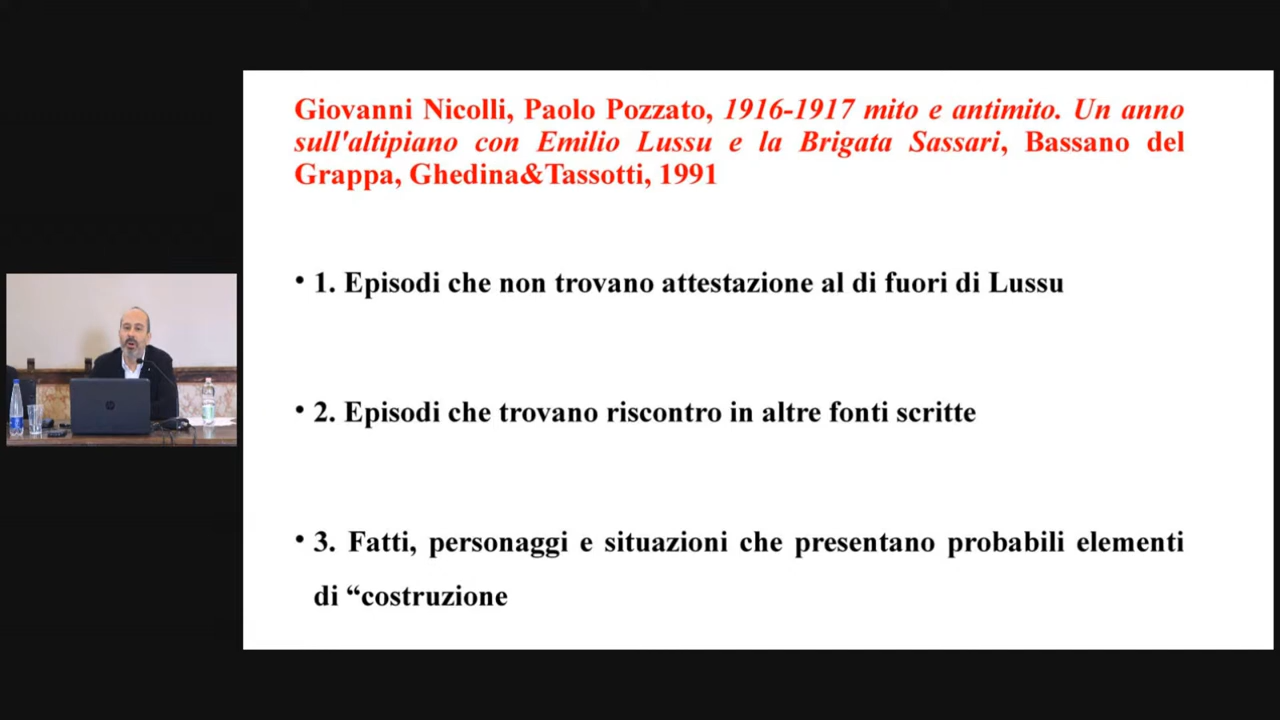 Giovanni Nicolli, Paolo Pozzato, 1916-1917 mito e antimito. Un anno
sull'altipiano con Emilio Lussu e la Brigata Sassari, Bassano del
Grappa, Ghedina&Tassotti, 1991
• 1. Episodi che non trovano attestazione al di fuori di Lussu
• 2. Episodi che trovano riscontro in altre fonti scritte
• 3. Fatti, personaggi e situazioni che presentano probabili elementi
di “costruzione